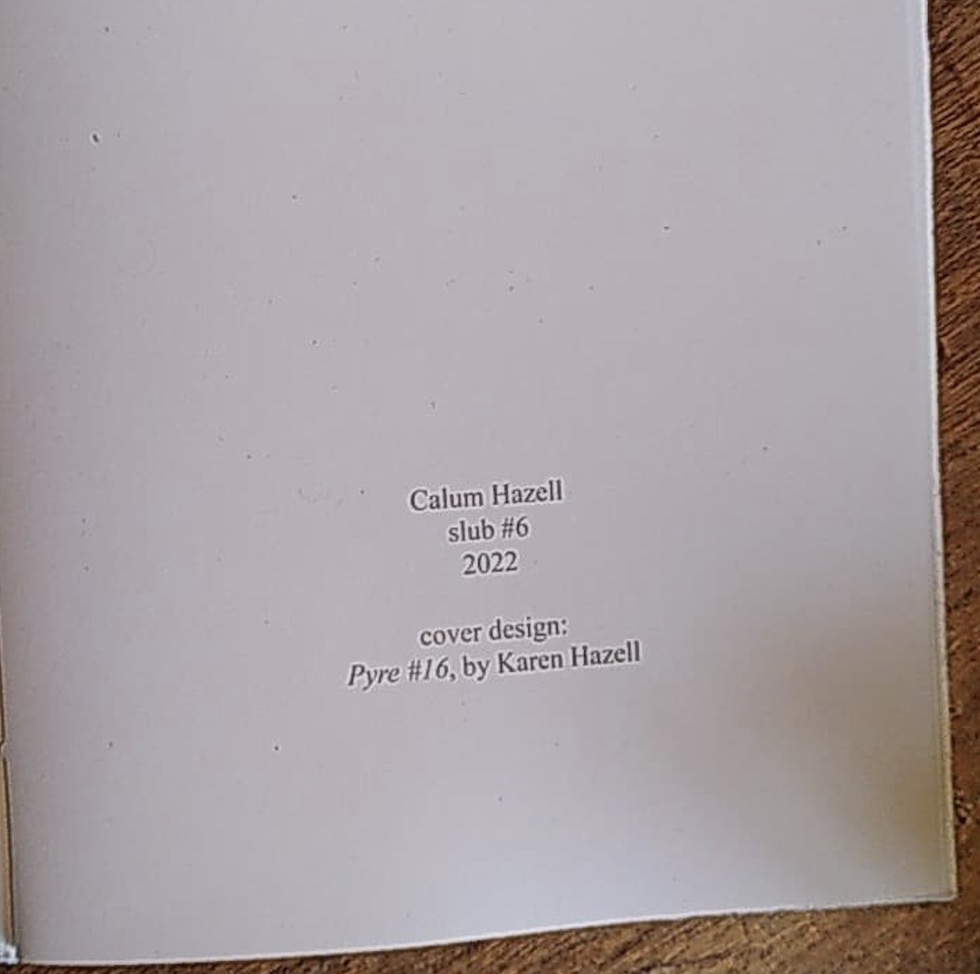 Calum Hazell
slub #6
2022
cover design:
Pyre #16, by Karen Hazell